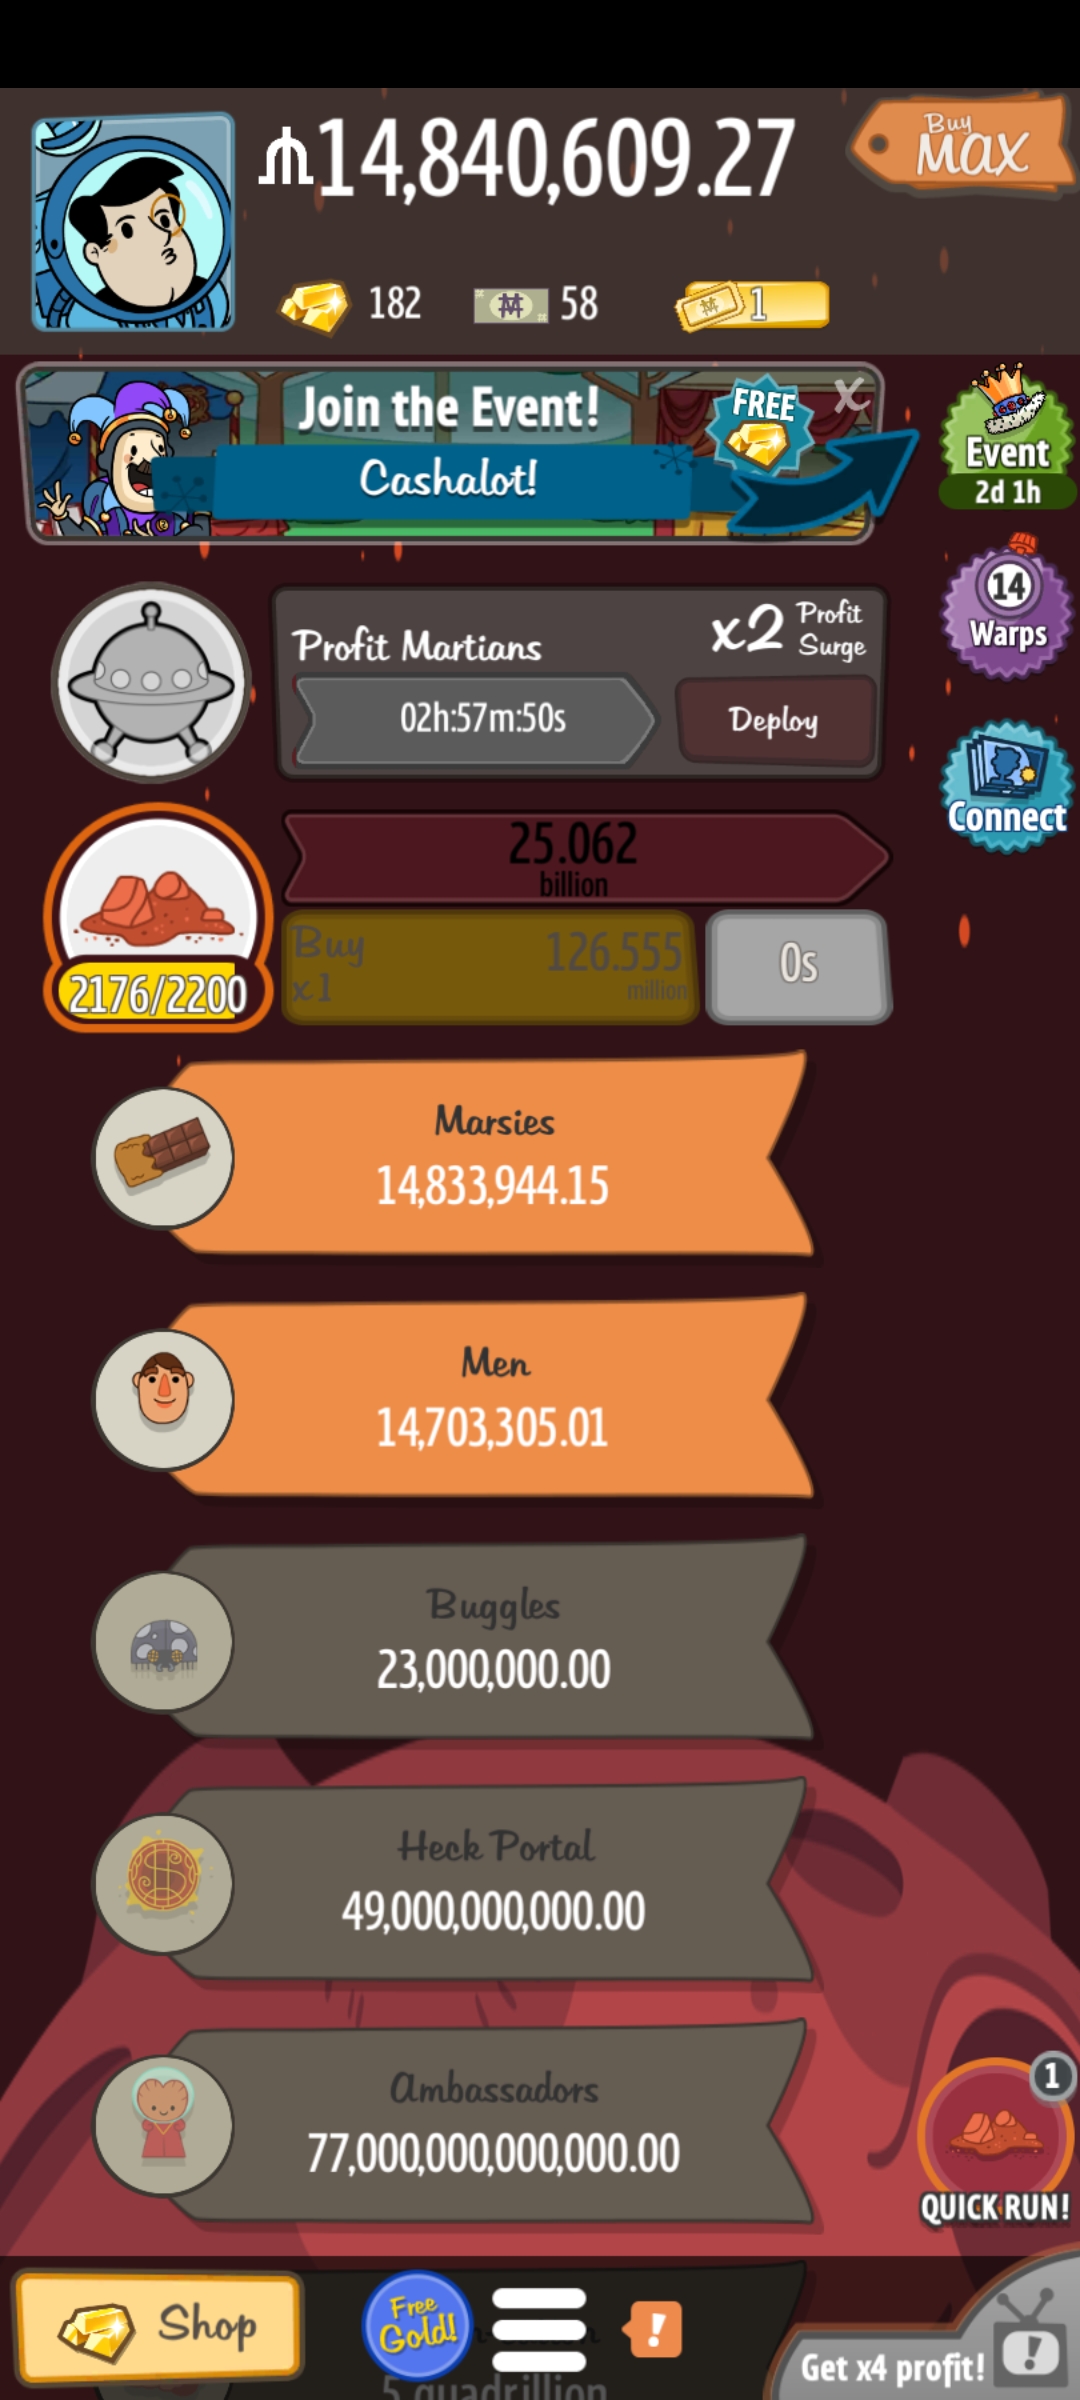 14,840,609.27
Buy
MAX
182
58
1
Join the Event!
FREE
X
Cashalot!
Event
2d 1h
14
Warps
Profit Martians
x2 Profit Surge
02h:57m:50s
Deploy
Connect
25.062
billion
2176/2200
Buy
x1
126.555
million
0s
Marsies
14,833,944.15
Men
14,703,305.01
Buggles
23,000,000.00
Heck Portal
49,000,000,000.00
Ambassadors
77,000,000,000,000.00
1
QUICK RUN!
Shop
Free
Gold!
!
Get x4 profit!
!
5 quadrillion